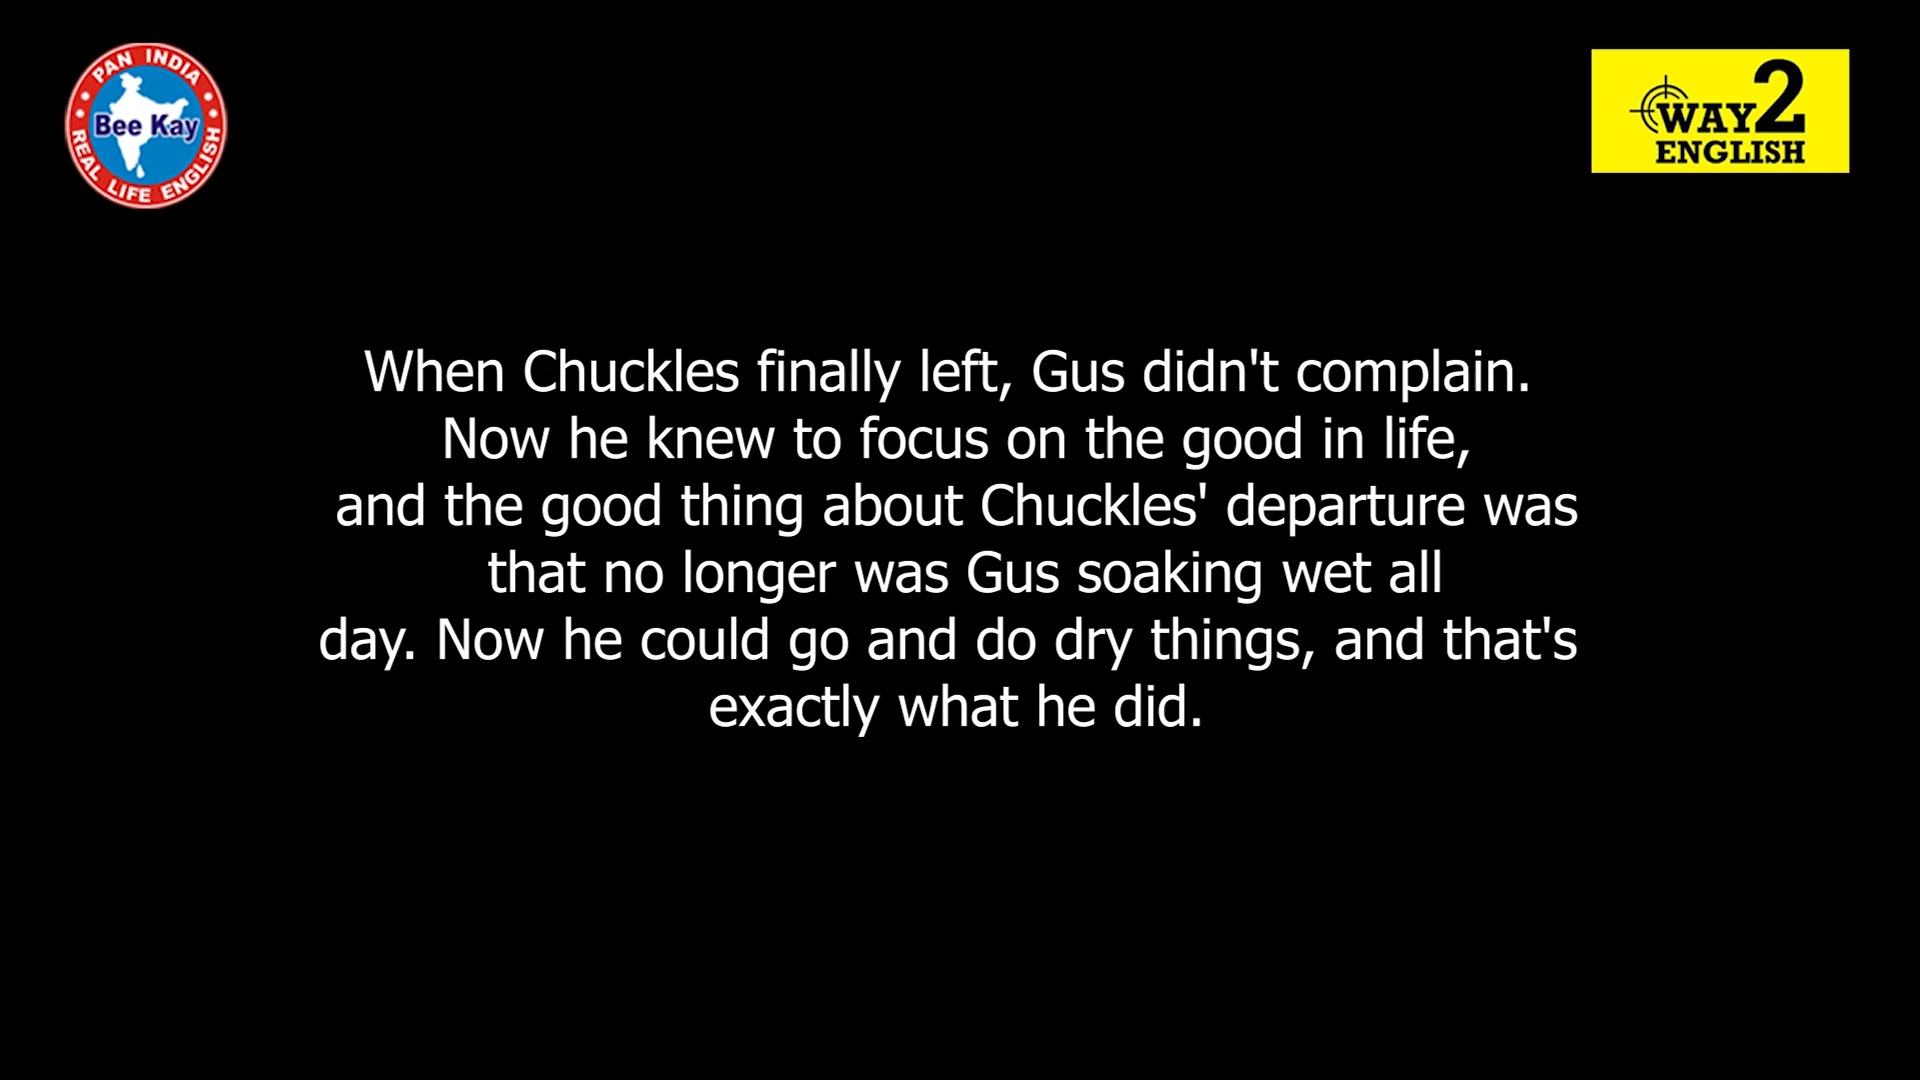 PAN INDIA
Bee Kay
REAL LIFE ENGLISH
WAY2
ENGLISH
When Chuckles finally left, Gus didn't complain.
Now he knew to focus on the good in life,
and the good thing about Chuckles' departure was
that no longer was Gus soaking wet all
day. Now he could go and do dry things, and that's
exactly what he did.